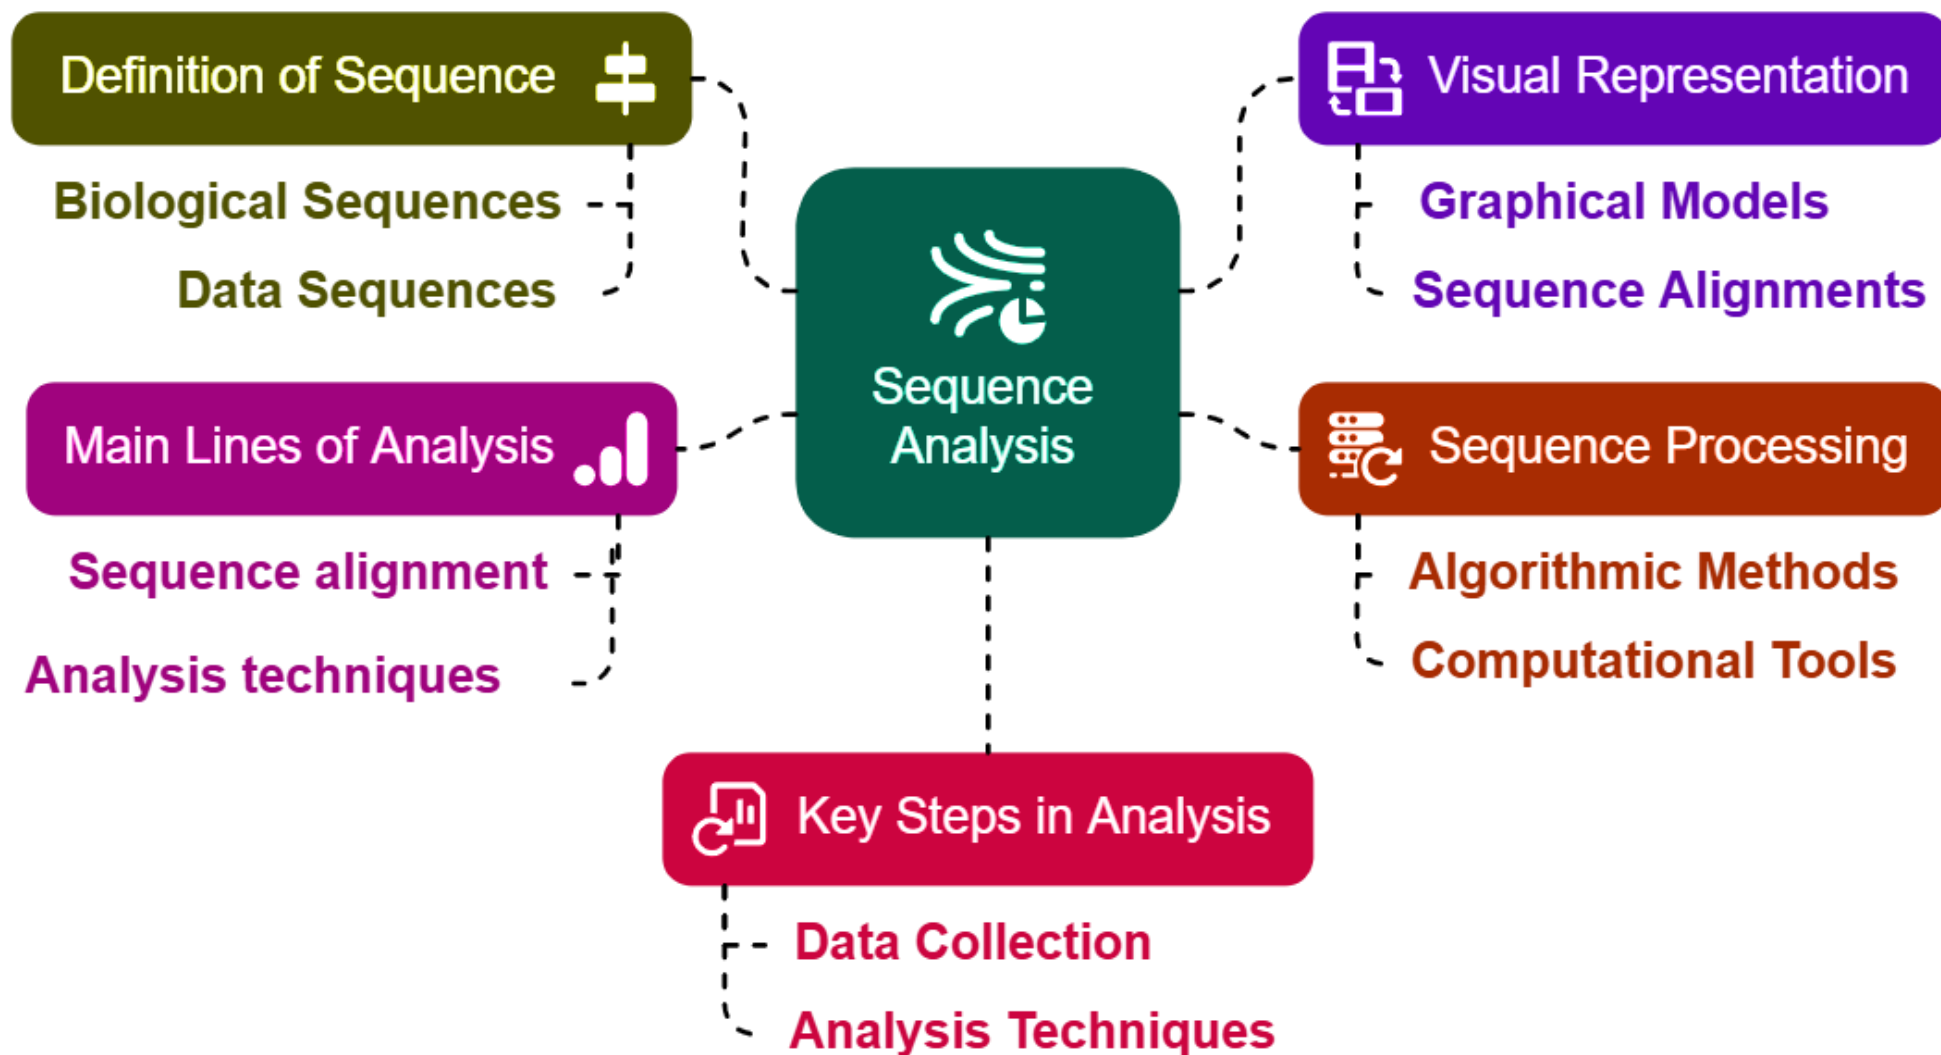 Definition of Sequence
Biological Sequences
Data Sequences
Main Lines of Analysis
Sequence alignment
Analysis techniques
Sequence
Analysis
Visual Representation
Graphical Models
Sequence Alignments
Sequence Processing
Algorithmic Methods
Computational Tools
Key Steps in Analysis
Data Collection
Analysis Techniques